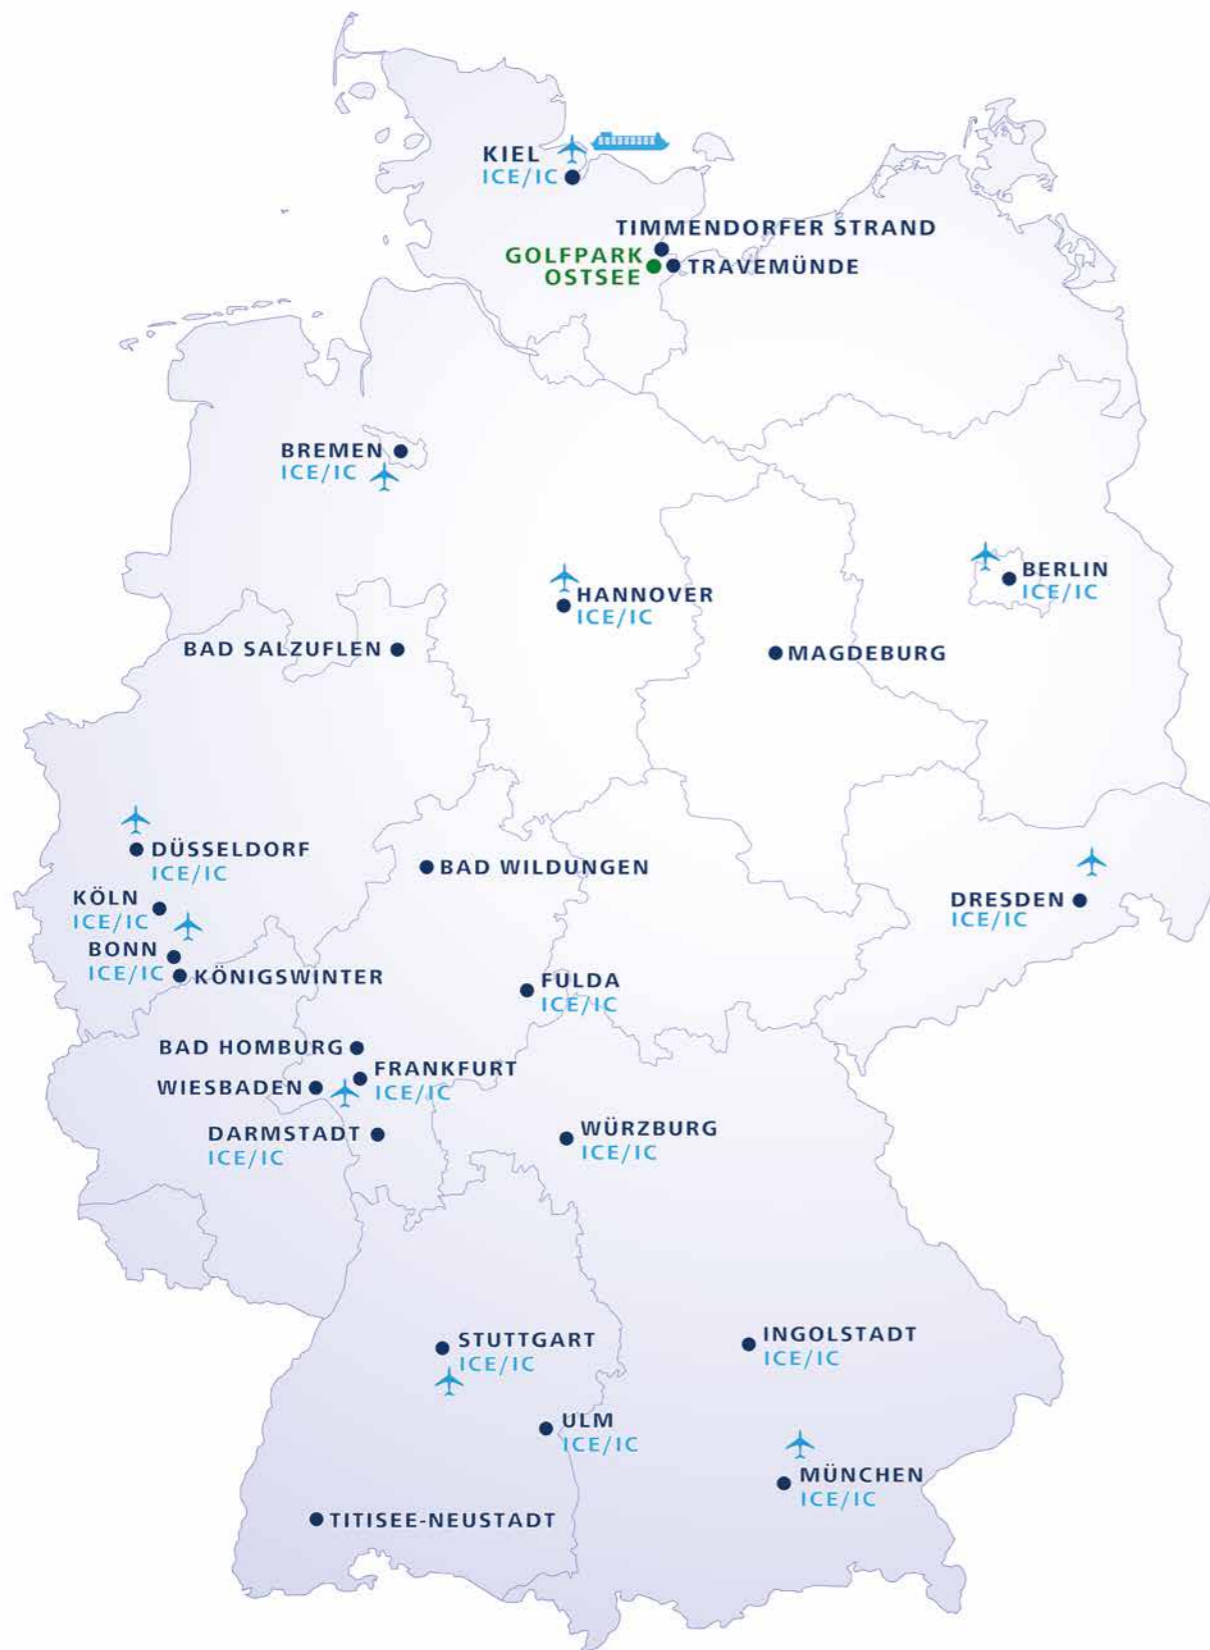 KIEL
ICE/IC
TIMMENDORFER STRAND
GOLFPARK
OSTSEE
TRAVEMÜNDE
BREMEN
ICE/IC
HANNOVER
ICE/IC
BERLIN
ICE/IC
BAD SALZUFLEN
MAGDEBURG
DÜSSELDORF
ICE/IC
BAD WILDUNGEN
KÖLN
ICE/IC
DRESDEN
ICE/IC
BONN
ICE/IC
KÖNIGSWINTER
FULDA
ICE/IC
BAD HOMBURG
FRANKFURT
ICE/IC
WIESBADEN
DARMSTADT
ICE/IC
WÜRZBURG
ICE/IC
STUTTGART
ICE/IC
INGOLSTADT
ICE/IC
ULM
ICE/IC
MÜNCHEN
ICE/IC
TITISEE-NEUSTADT